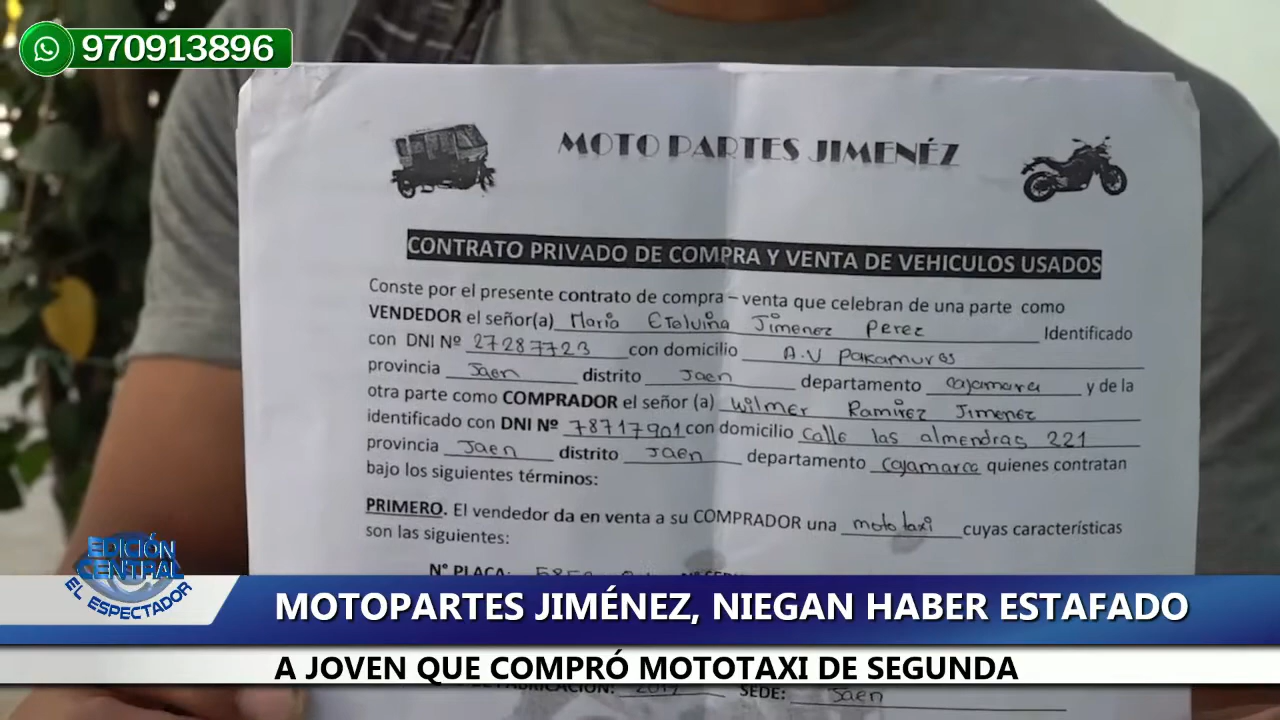 970913896
MOTO PARTES JIMENÉZ
CONTRATO PRIVADO DE COMPRA Y VENTA DE VEHICULOS USADOS
Conste por el presente contrato de compra – venta que celebran de una parte como
VENDEDOR el señor(a) Maria Etelvina Jimenez Perez Identificado
con DNI Nº 27287723 con domicilio A.V Pakamuros
provincia Jaen distrito Jaen departamento cajamarca y de la
otra parte como COMPRADOR el señor (a) Wilmer Ramirez Jimenez
identificado con DNI Nº 78717901 con domicilio calle las almendras 221
provincia Jaen distrito Jaen departamento cajamarca quienes contratan
bajo los siguientes términos:
PRIMERO. El vendedor da en venta a su COMPRADOR una mototaxi cuyas características
son las siguientes:
N° PLACA:
EDICIÓN
CENTRAL
EL ESPECTADOR
MOTOPARTES JIMÉNEZ, NIEGAN HABER ESTAFADO
A JOVEN QUE COMPRÓ MOTOTAXI DE SEGUNDA
FABRICACION: 2017 SEDE: Jaen